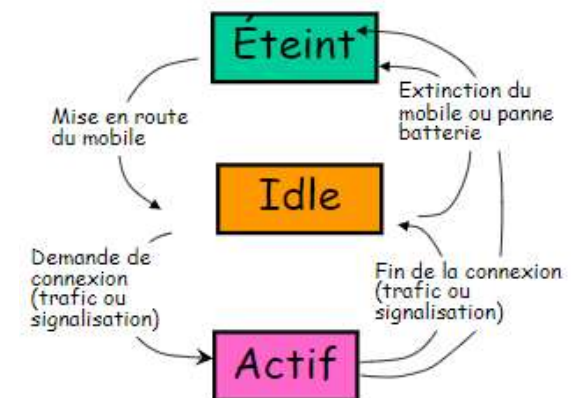 Éteint
Extinction du
mobile ou panne
batterie
Mise en route
du mobile
Idle
Demande de
connexion
(trafic ou
signalisation)
Fin de la connexion
(trafic ou
signalisation)
Actif